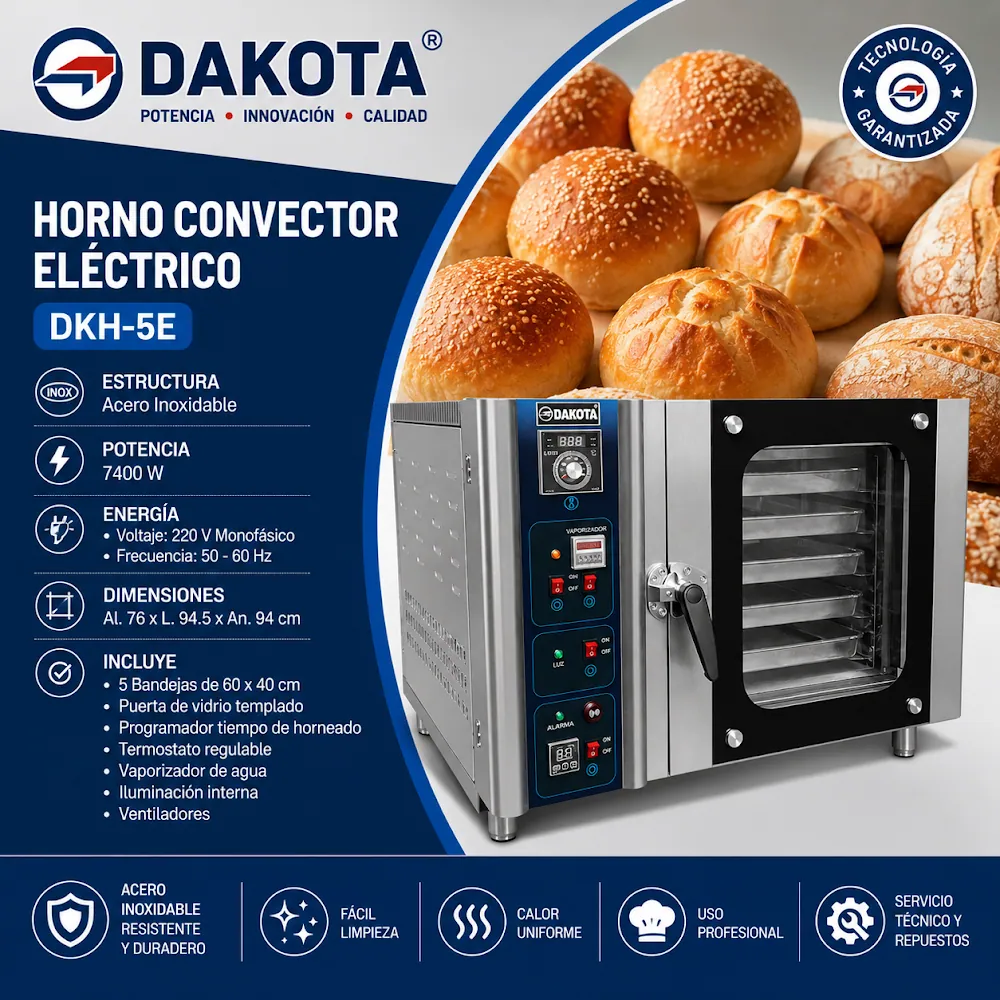 DAKOTA®
POTENCIA • INNOVACIÓN • CALIDAD
TECNOLOGÍA
GARANTIZADA
HORNO CONVECTOR
ELÉCTRICO
DKH-5E
INOX
ESTRUCTURA
Acero Inoxidable
POTENCIA
7400 W
ENERGÍA
• Voltaje: 220 V Monofásico
• Frecuencia: 50 - 60 Hz
DIMENSIONES
Al. 76 x L. 94.5 x An. 94 cm
INCLUYE
• 5 Bandejas de 60 x 40 cm
• Puerta de vidrio templado
• Programador tiempo de horneado
• Termostato regulable
• Vaporizador de agua
• Iluminación interna
• Ventiladores
DAKOTA
VAPORIZADOR
ON
OFF
LUZ
ON
OFF
ALARMA
ON
OFF
ACERO
INOXIDABLE
RESISTENTE
Y DURADERO
FÁCIL
LIMPIEZA
CALOR
UNIFORME
USO
PROFESIONAL
SERVICIO
TÉCNICO Y
REPUESTOS